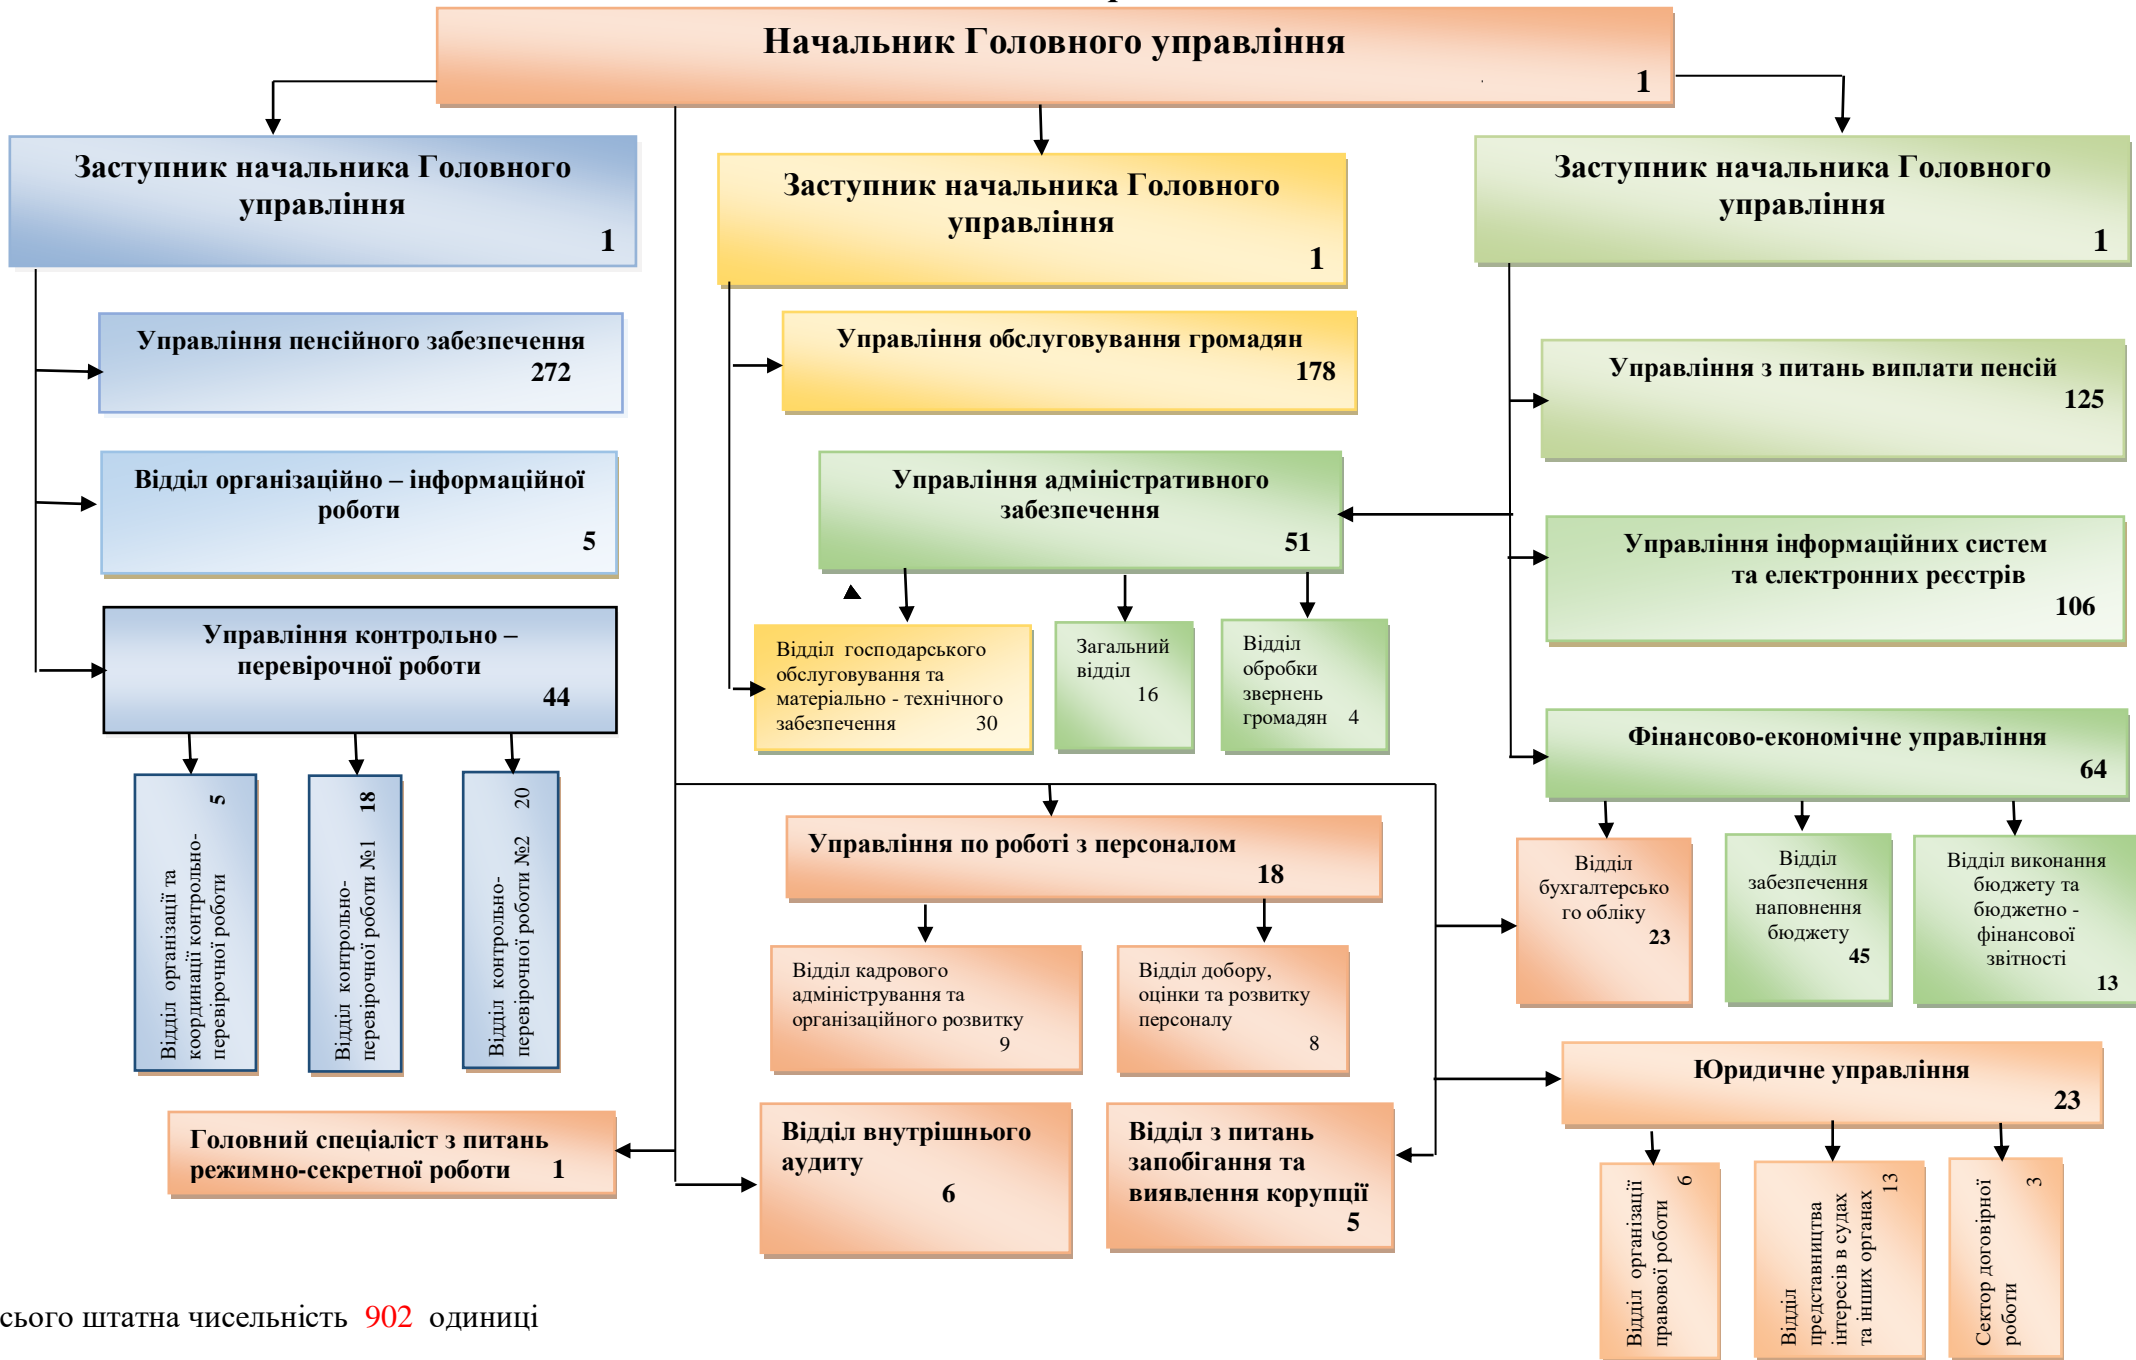 Начальник Головного управління
1
Заступник начальника Головного
управління
1
Заступник начальника Головного
управління
1
Заступник начальника Головного
управління
1
Управління пенсійного забезпечення
272
Відділ організаційно – інформаційної
роботи
5
Управління контрольно –
перевірочної роботи
44
Відділ організації та
координації контрольно-
перевірочної роботи
5
Відділ контрольно-
перевірочної роботи №1
18
Відділ контрольно-
перевірочної роботи №2
20
Управління обслуговування громадян
178
Управління адміністративного
забезпечення
51
Відділ господарського
обслуговування та
матеріально - технічного
забезпечення 30
Загальний
відділ
16
Відділ
обробки
звернень
громадян 4
Управління з питань виплати пенсій
125
Управління інформаційних систем
та електронних реєстрів
106
Фінансово-економічне управління
64
Відділ
бухгалтерсько
го обліку
23
Відділ
забезпечення
наповнення
бюджету
45
Відділ виконання
бюджету та
бюджетно -
фінансової
звітності
13
Управління по роботі з персоналом
18
Відділ кадрового
адміністрування та
організаційного розвитку
9
Відділ добору,
оцінки та розвитку
персоналу
8
Головний спеціаліст з питань
режимно-секретної роботи 1
Відділ внутрішнього
аудиту
6
Відділ з питань
запобігання та
виявлення корупції
5
Юридичне управління
23
Відділ організації
правової роботи
6
Відділ
представництва
інтересів в судах
та інших органах
13
Сектор договірної
роботи
3
сього штатна чисельність 902 одиниці